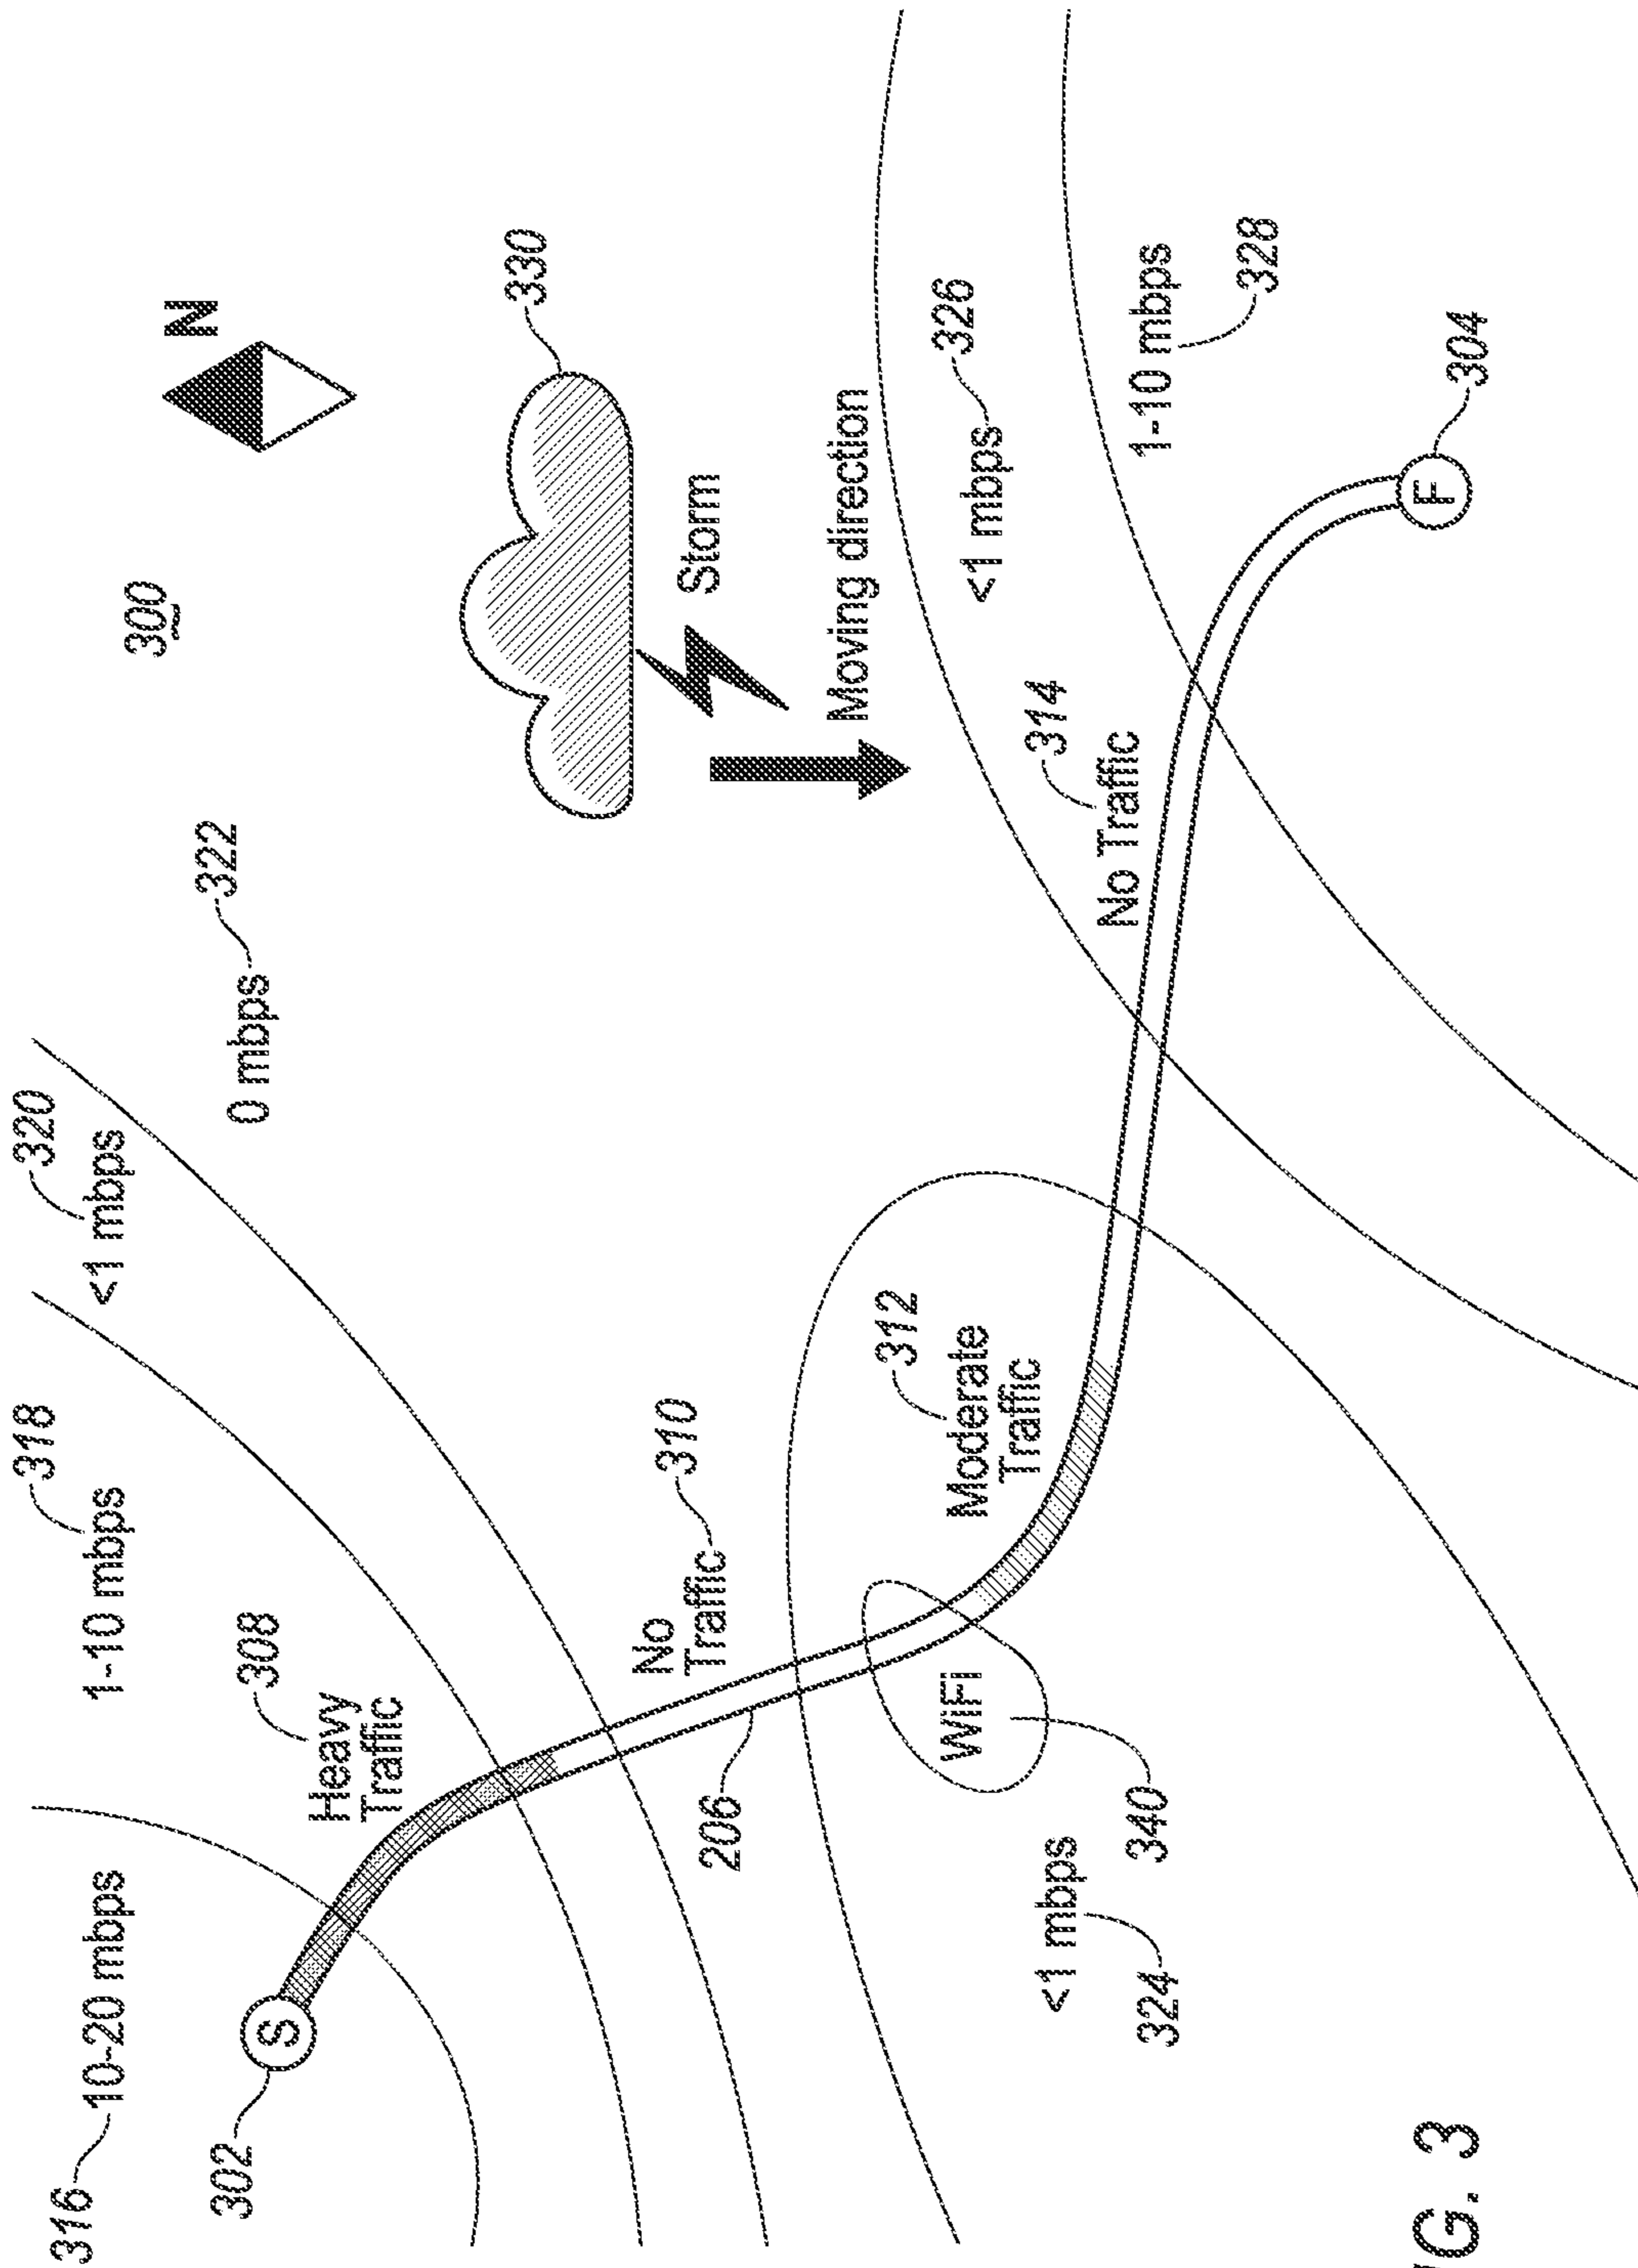 316 10-20 mbps
318
1-10 mbps
320
<1 mbps
300
N
322
0 mbps
302
S
308
Heavy
Traffic
330
Storm
No
Traffic 310
206
Moving direction
312
Moderate
Traffic
WiFi
340
<1 mbps
324
<1 mbps 326
314
No Traffic
1-10 mbps
328
F
304
IG. 3